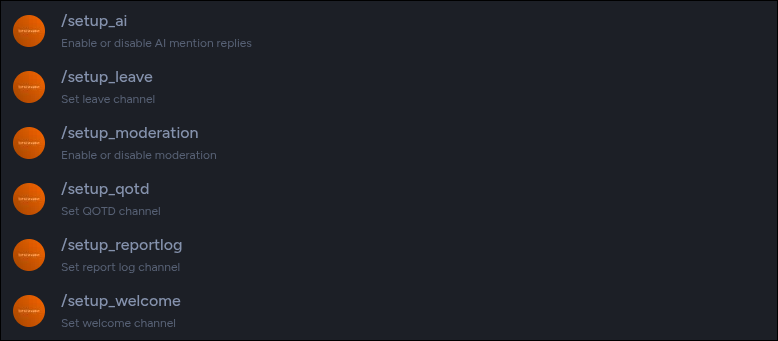 /setup_ai
Enable or disable AI mention replies
/setup_leave
Set leave channel
/setup_moderation
Enable or disable moderation
/setup_qotd
Set QOTD channel
/setup_reportlog
Set report log channel
/setup_welcome
Set welcome channel